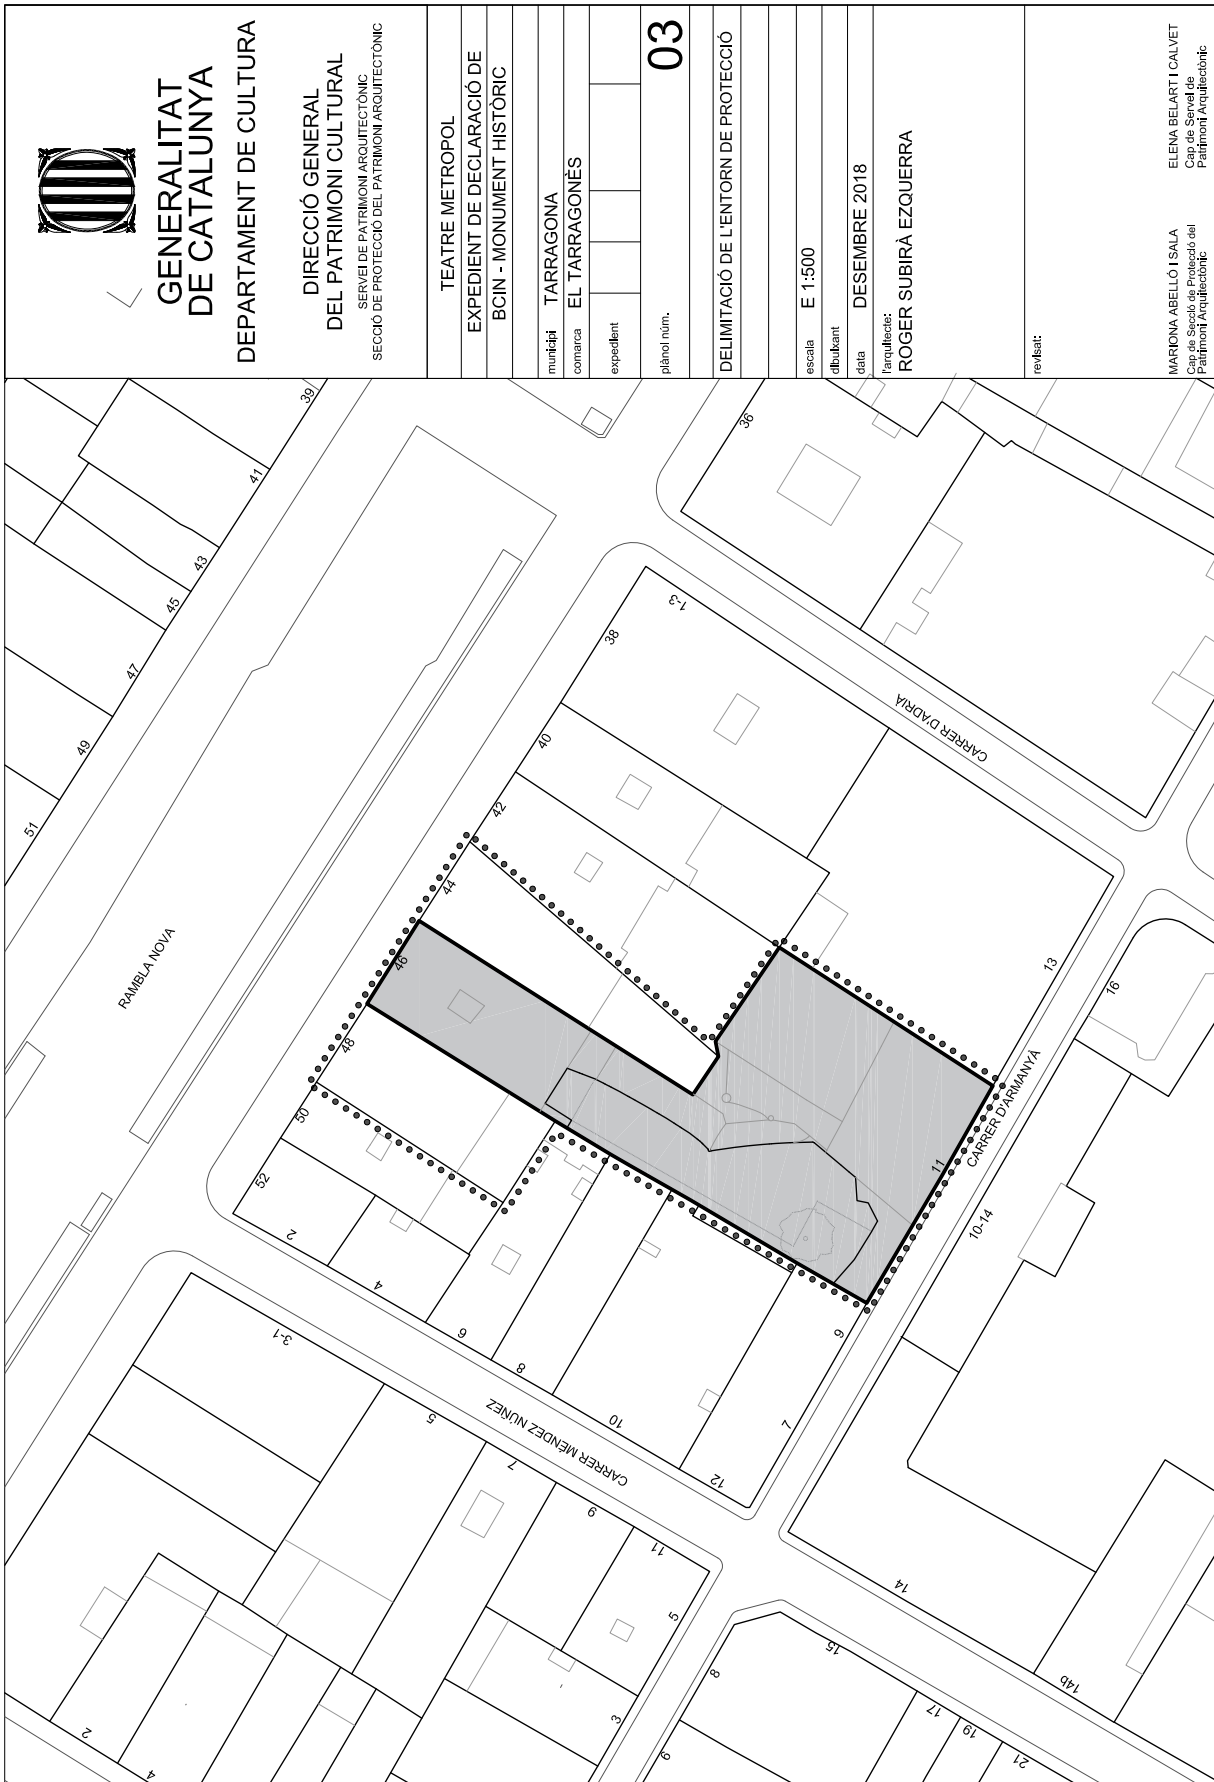 GENERALITAT
DE CATALUNYA
DEPARTAMENT DE CULTURA
DIRECCIÓ GENERAL
DEL PATRIMONI CULTURAL
SERVEI DE PATRIMONI ARQUITECTÒNIC
SECCIÓ DE PROTECCIÓ DEL PATRIMONI ARQUITECTÒNIC
TEATRE METROPOL
EXPEDIENT DE DECLARACIÓ DE
BCIN - MONUMENT HISTÒRIC
municipi TARRAGONA
comarca EL TARRAGONÈS
expedient
plànol núm. 03
DELIMITACIÓ DE L'ENTORN DE PROTECCIÓ
escala E 1:500
dibuixant
data DESEMBRE 2018
l'arquitecte:
ROGER SUBIRÀ EZQUERRA
revisat:
MARIONA ABELLÓ I SALA
Cap de Secció de Protecció del
Patrimoni Arquitectònic
ELENA BELART I CALVET
Cap de Servei de
Patrimoni Arquitectònic
39
41
43
45
47
49
51
RAMBLA NOVA
36
1-3
38
40
42
44
46
48
50
52
CARRER D'ADRIÀ
2
4
6
8
10
12
7
9
11
13
16
CARRER D'ARMANYÀ
10-14
3-1
5
7
9
11
5
3
CARRER MÉNDEZ NÚÑEZ
2
4
14
14b
8
6
15
17
19
21